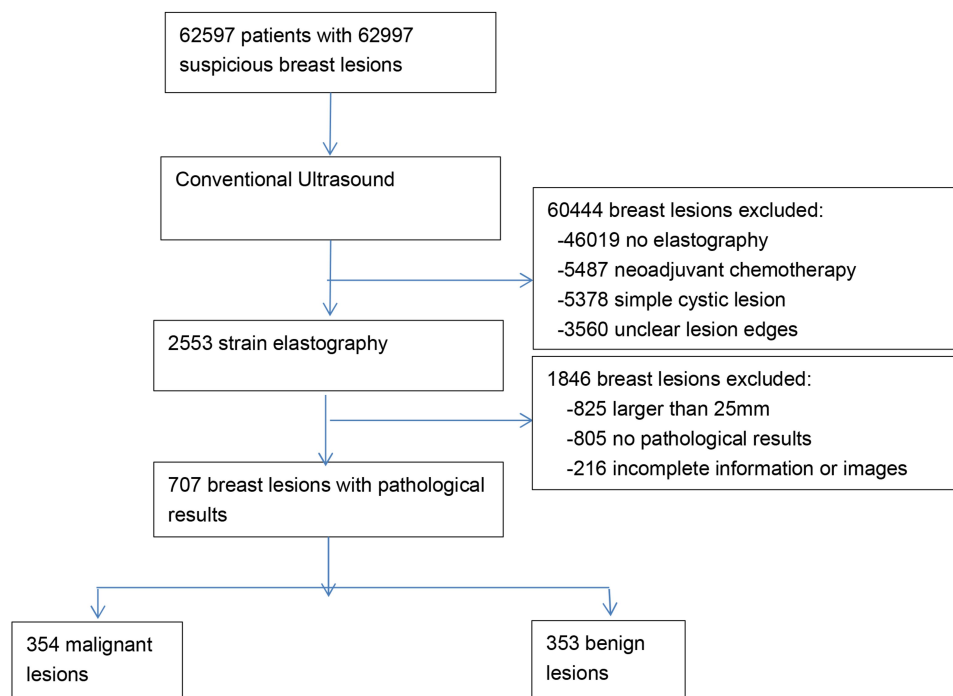 62597 patients with 62997
suspicious breast lesions
Conventional Ultrasound
60444 breast lesions excluded:
-46019 no elastography
-5487 neoadjuvant chemotherapy
-5378 simple cystic lesion
-3560 unclear lesion edges
2553 strain elastography
1846 breast lesions excluded:
-825 larger than 25mm
-805 no pathological results
-216 incomplete information or images
707 breast lesions with pathological
results
354 malignant
lesions
353 benign
lesions